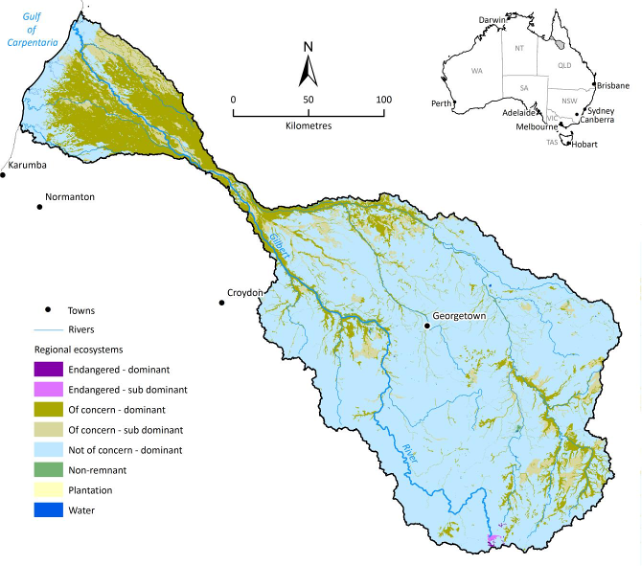 Gulf
of
Carpentaria
N
0 50 100
Kilometres
Darwin
NT
WA
QLD
SA
Brisbane
NSW
Perth
Adelaide
Sydney
VIC
Canberra
Melbourne
TAS
Hobart
Karumba
Normanton
Gilbert
Croydon
Georgetown
River
Towns
Rivers
Regional ecosystems
Endangered - dominant
Endangered - sub dominant
Of concern - dominant
Of concern - sub dominant
Not of concern - dominant
Non-remnant
Plantation
Water